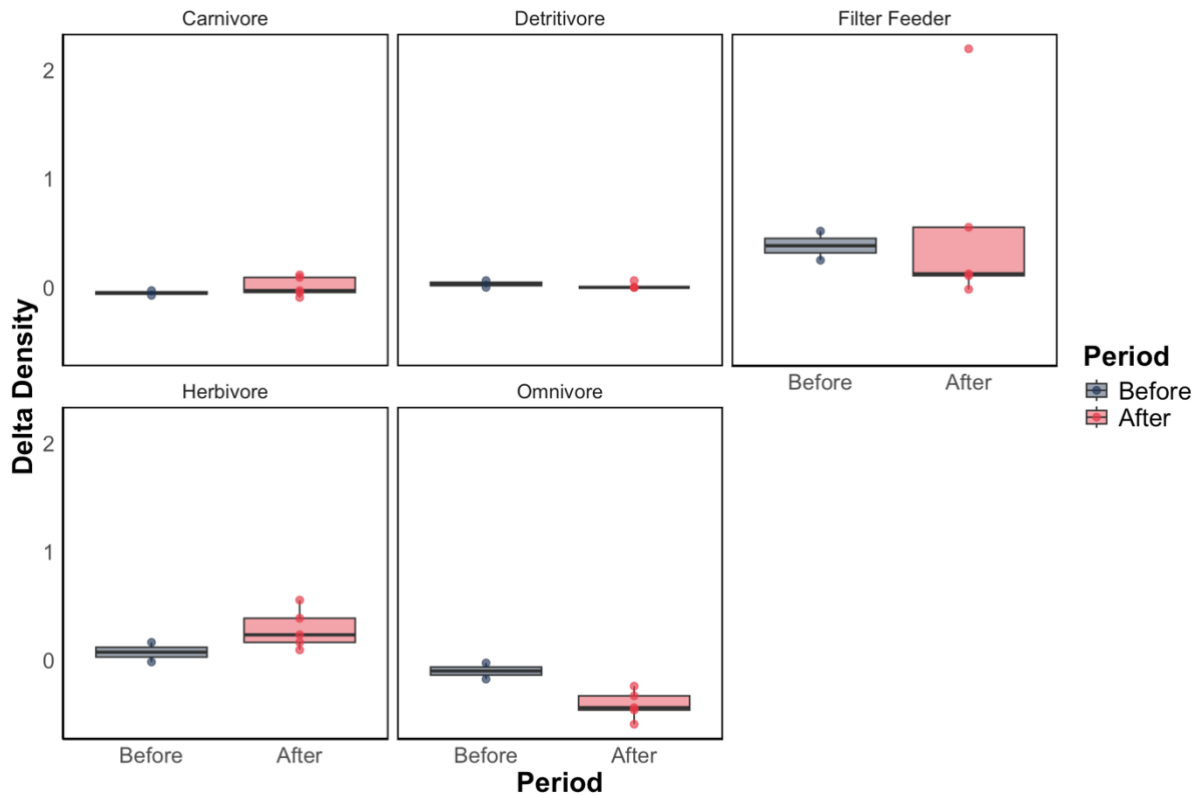 Carnivore
Detritivore
Filter Feeder
2
1
0
Before
After
Herbivore
Omnivore
2
1
0
Before
After
Before
After
Delta Density
Period
Period
Before
After